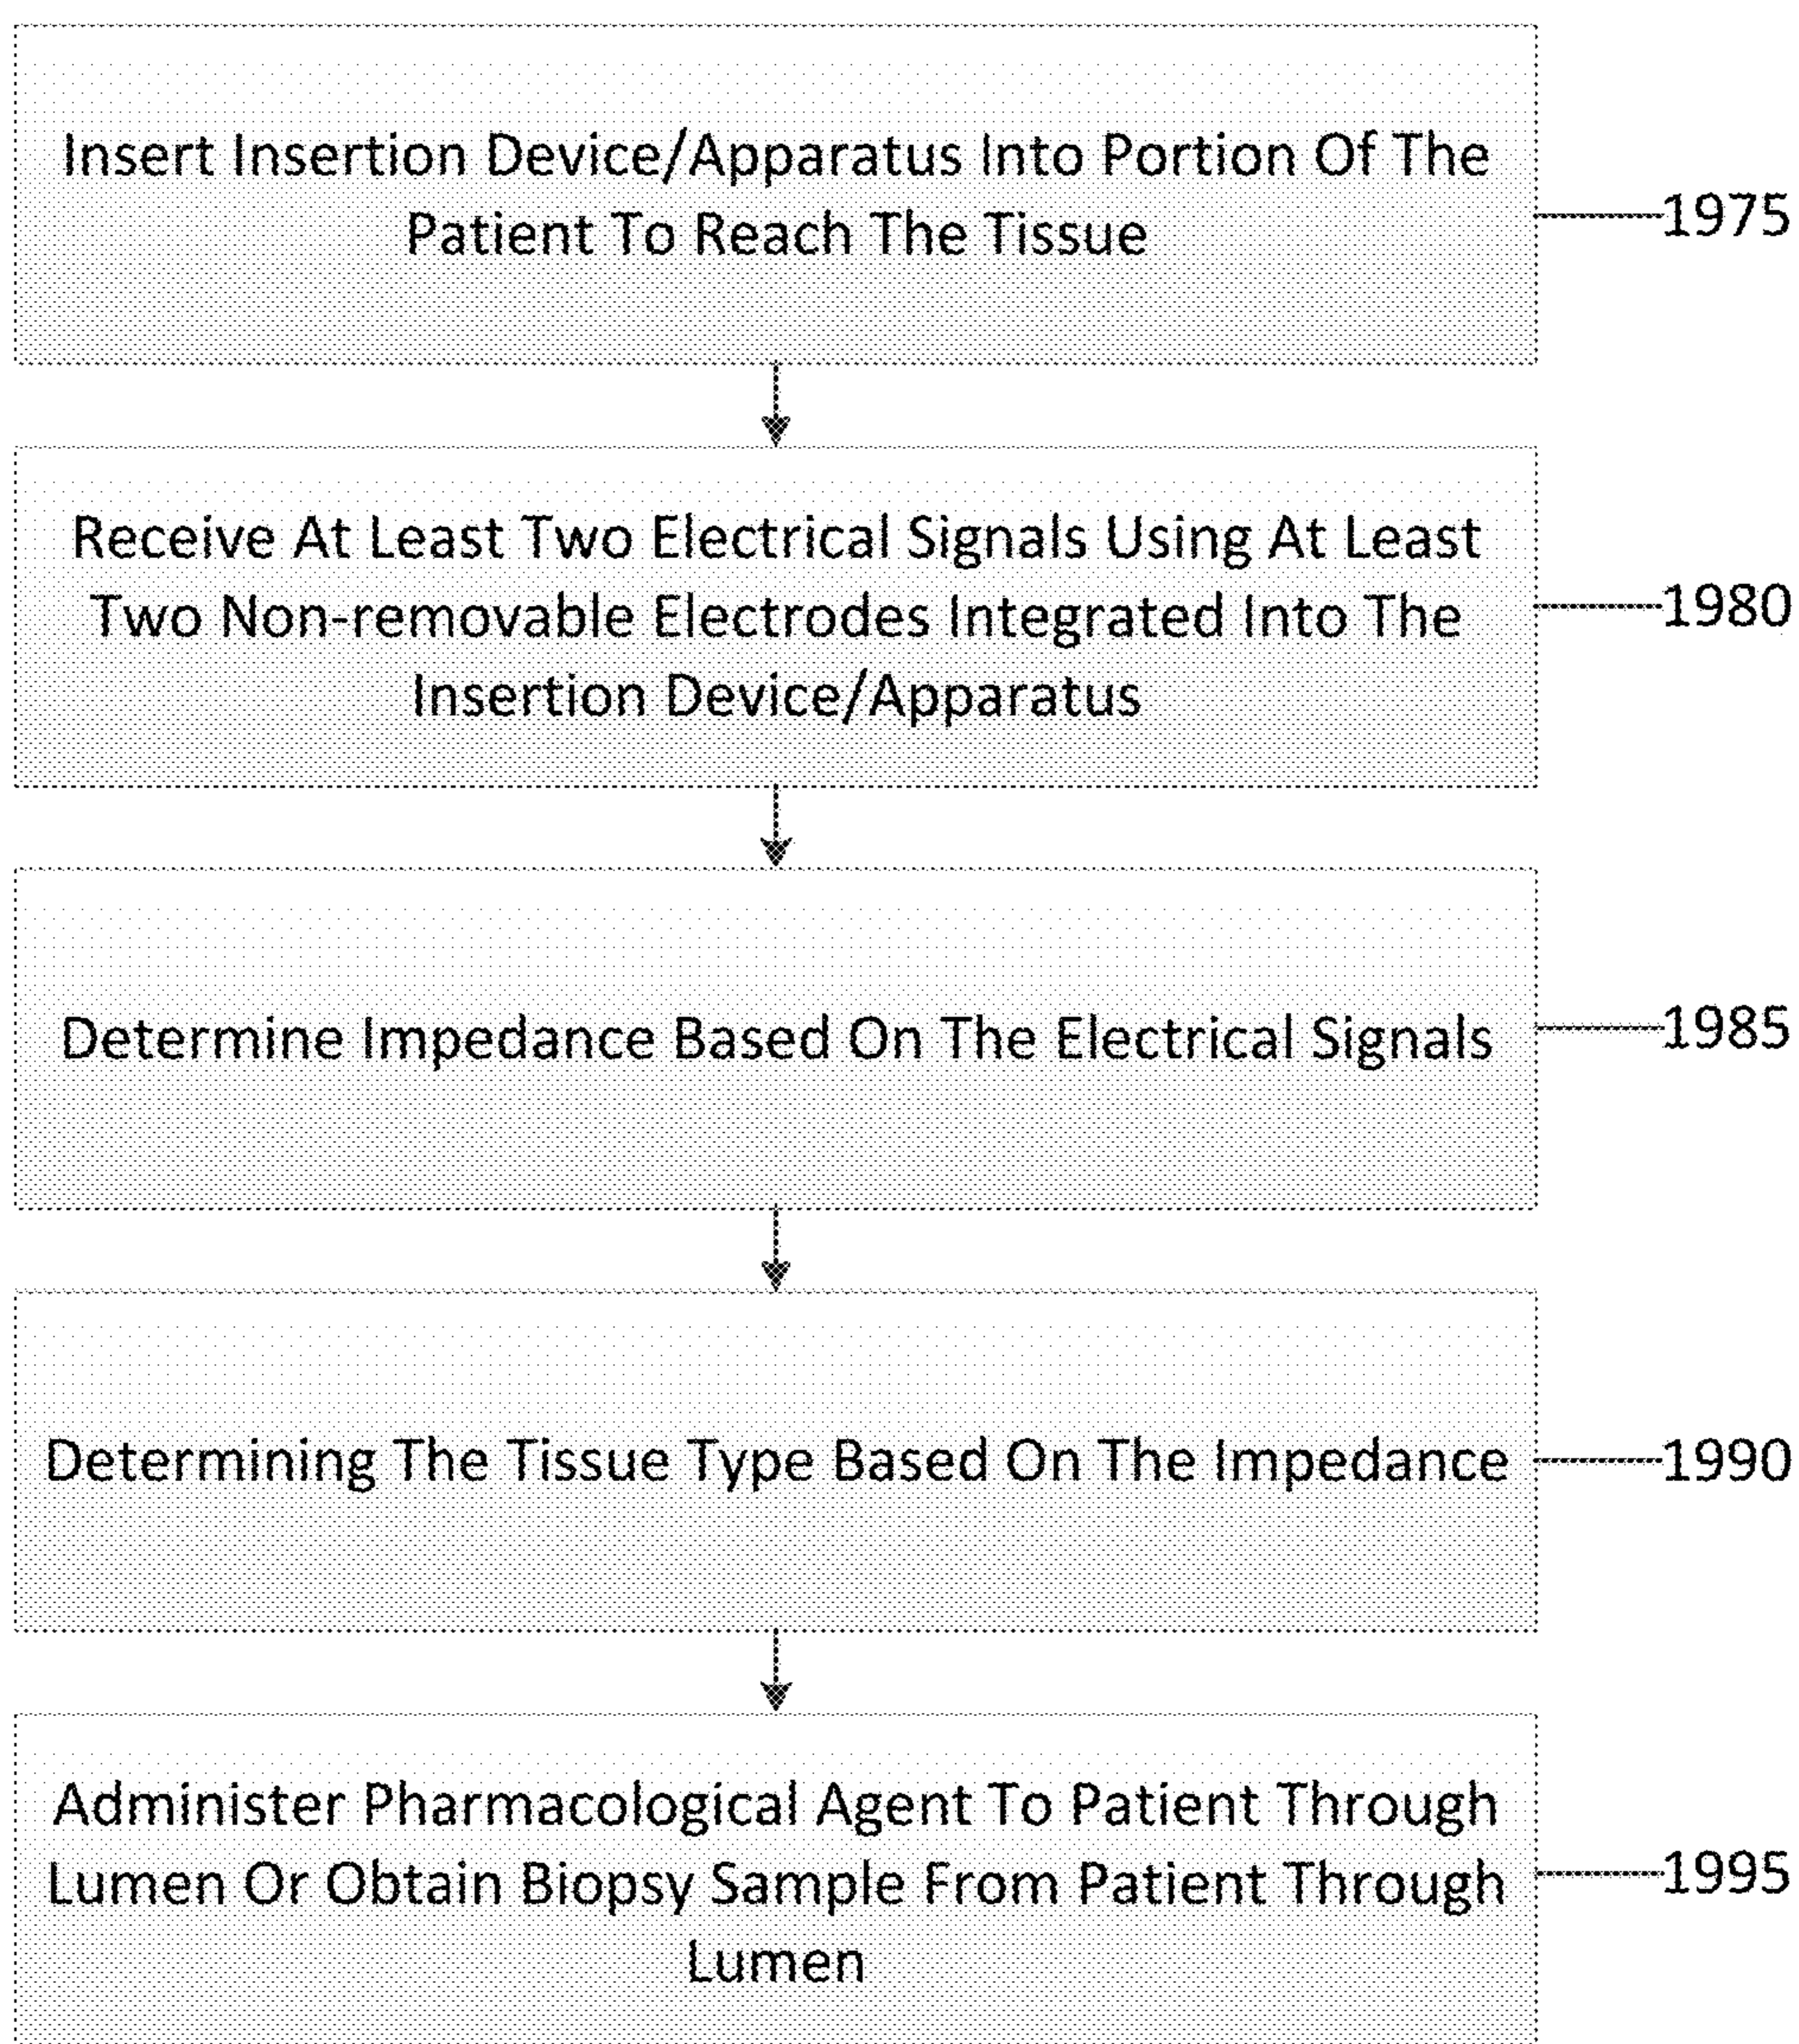 Insert Insertion Device/Apparatus Into Portion Of The
Patient To Reach The Tissue
1975
Receive At Least Two Electrical Signals Using At Least
Two Non-removable Electrodes Integrated Into The
Insertion Device/Apparatus
1980
Determine Impedance Based On The Electrical Signals
1985
Determining The Tissue Type Based On The Impedance
1990
Administer Pharmacological Agent To Patient Through
Lumen Or Obtain Biopsy Sample From Patient Through
Lumen
1995